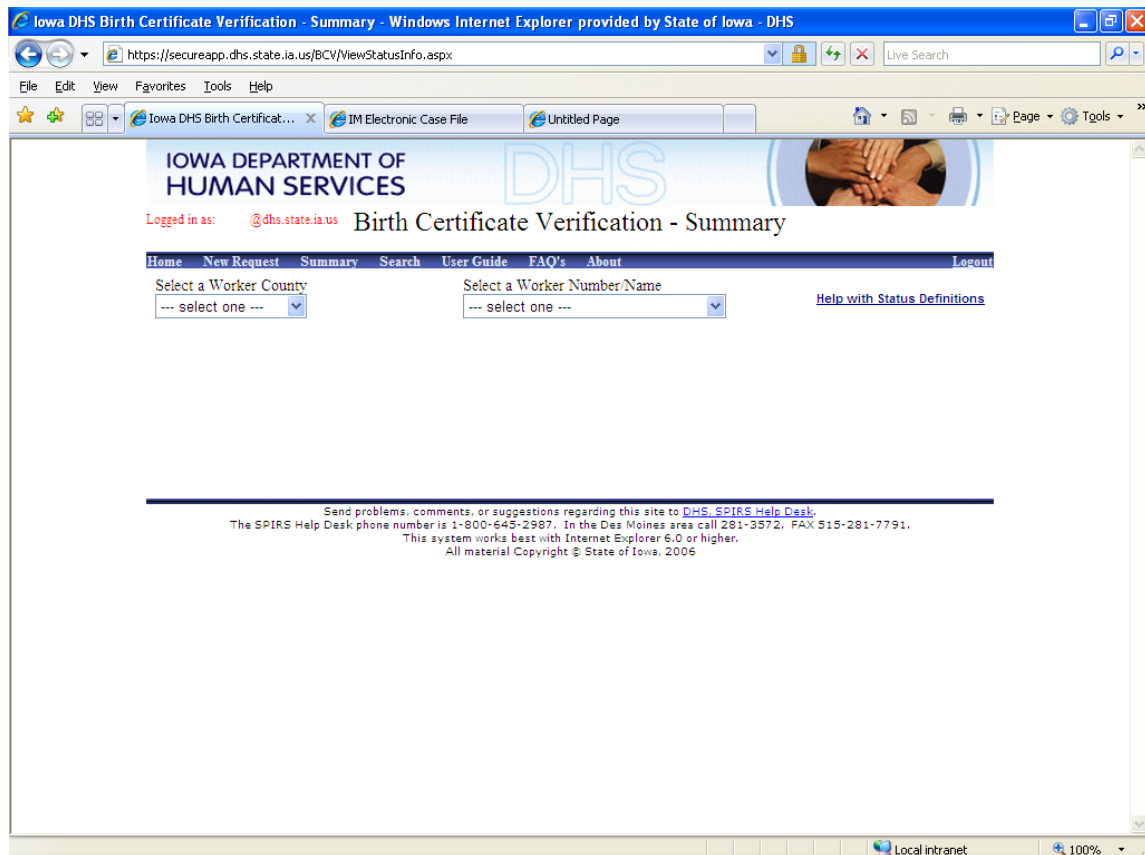 Iowa DHS Birth Certificate Verification - Summary - Windows Internet Explorer provided by State of Iowa - DHS
https://secureapp.dhs.state.ia.us/BCV/ViewStatusInfo.aspx
Live Search
File Edit View Favorites Tools Help
Iowa DHS Birth Certificat... IM Electronic Case File Untitled Page Page Tools
IOWA DEPARTMENT OF
HUMAN SERVICES
DHS
Logged in as: @dhs.state.ia.us Birth Certificate Verification - Summary
Home New Request Summary Search User Guide FAQ's About Logout
Select a Worker County Select a Worker Number/Name
--- select one --- --- select one --- Help with Status Definitions
Send problems, comments, or suggestions regarding this site to DHS, SPIRS Help Desk.
The SPIRS Help Desk phone number is 1-800-645-2987. In the Des Moines area call 281-3572. FAX 515-281-7791.
This system works best with Internet Explorer 6.0 or higher.
All material Copyright © State of Iowa, 2006
Local intranet 100%